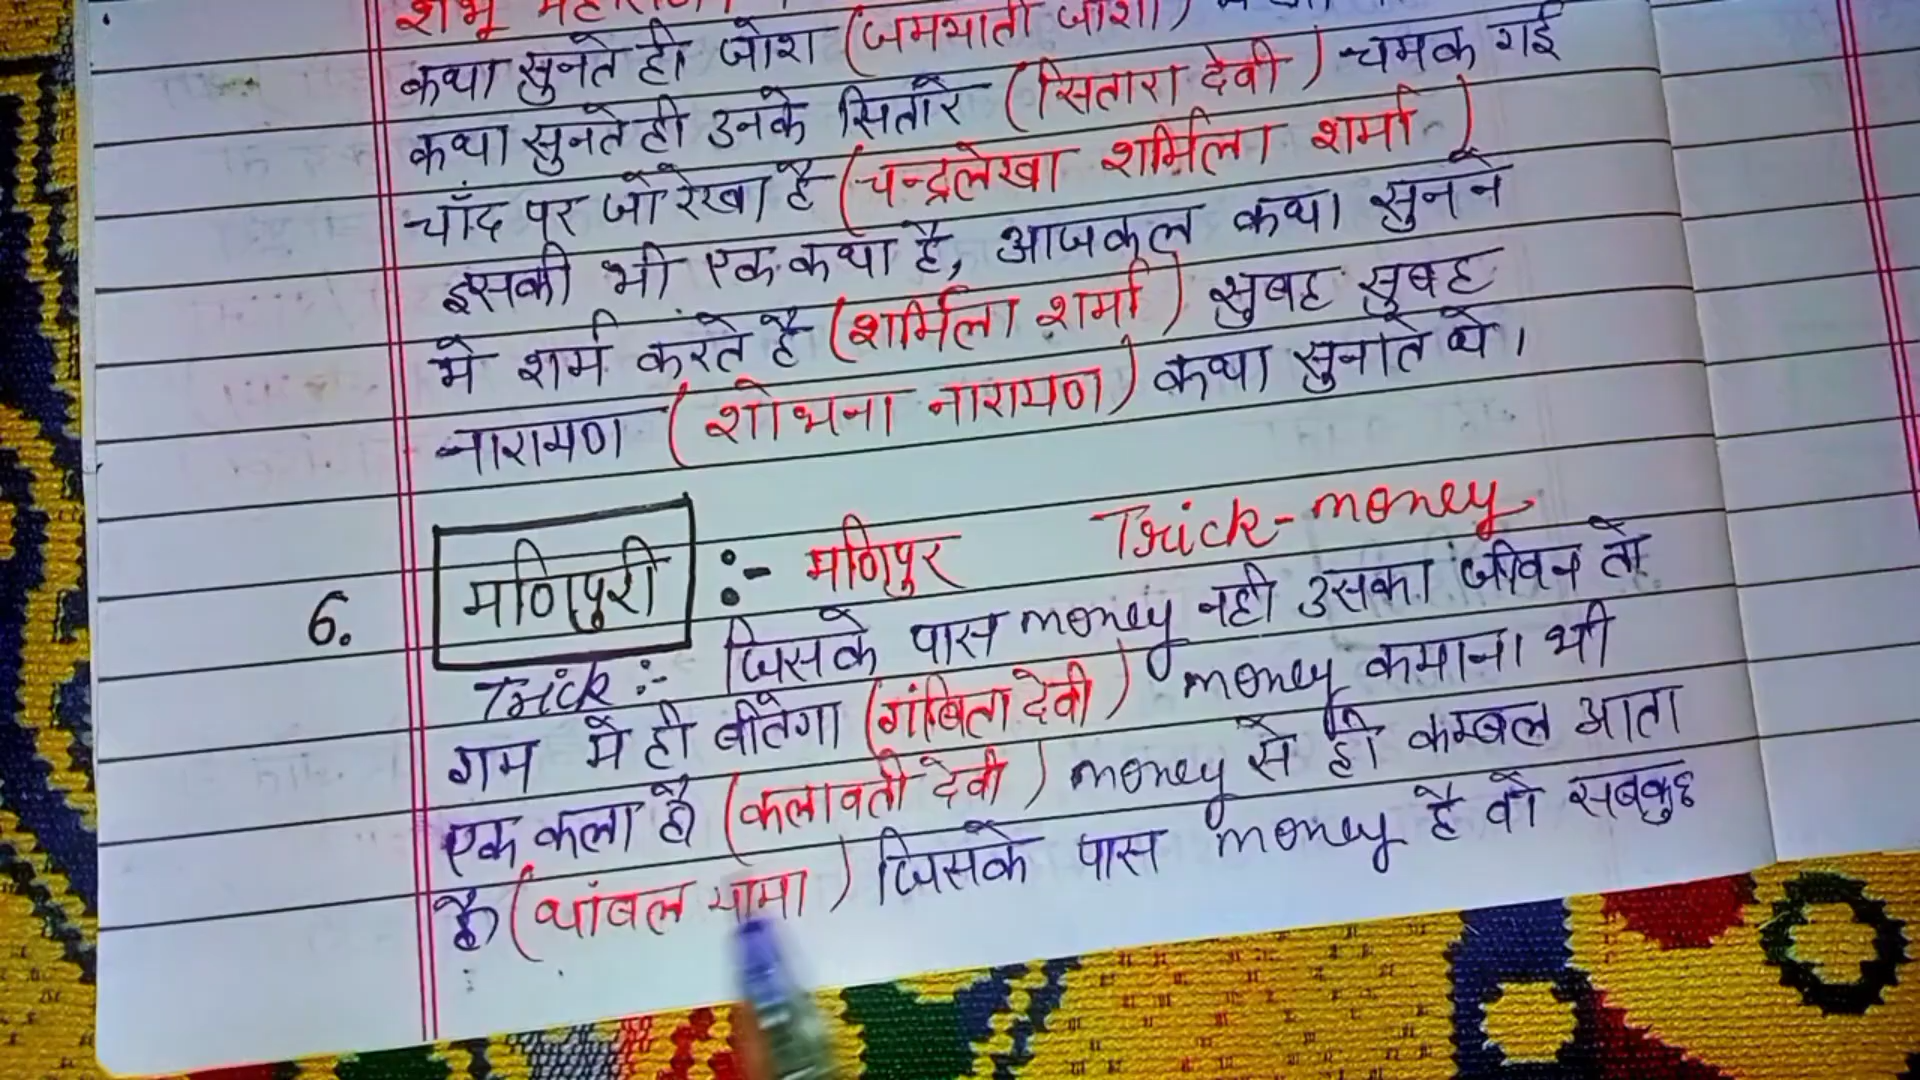 शंभू
कथा सुनते ही जोश (जमयाती जोशी)
कथा सुनते ही उनके सितारे (सितारा देवी) चमक गई
चाँद पर जो रेखा है (चन्द्रलेखा शर्मिला शर्मा)
इसकी भी एक कथा है, आजकल कथा सुनने
मे शर्म करते है (शर्मिला शर्मा) सुबह सुबह
नारायण (शोभना नारायण) कथा सुनाते थे।
6. मणिपुरी :- मणिपुर Trick-money
Trick :- जिसके पास money नही उसका जीवन तो
गम मे ही बीतेगा (गंबिता देवी) money कमाना भी
एक कला है (कलावती देवी) money से ही कम्बल आता
है (थांबल यामा) जिसके पास money है वो सबकुछ